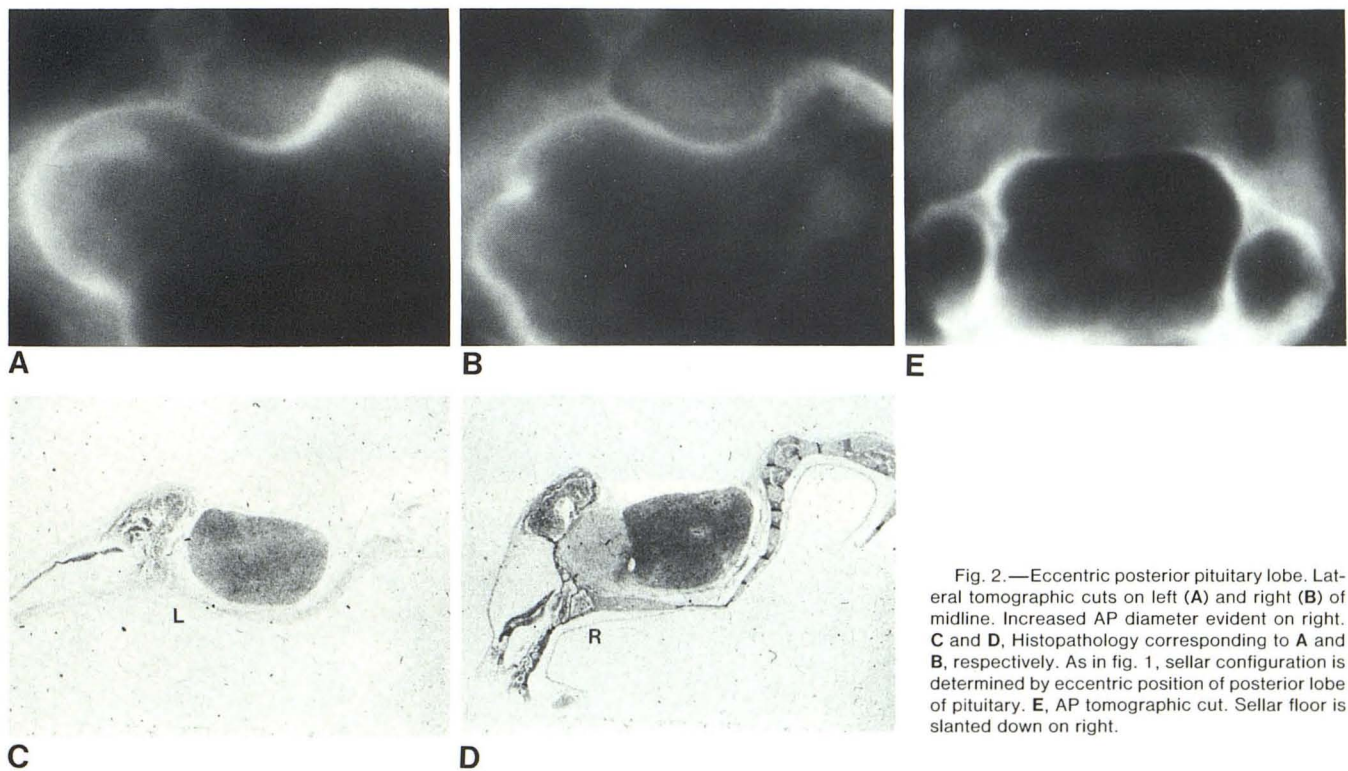 A
B
E
L
R
C
D
Fig. 2.—Eccentric posterior pituitary lobe. Lat-
eral tomographic cuts on left (A) and right (B) of
midline. Increased AP diameter evident on right.
C and D, Histopathology corresponding to A and
B, respectively. As in fig. 1, sellar configuration is
determined by eccentric position of posterior lobe
of pituitary. E, AP tomographic cut. Sellar floor is
slanted down on right.